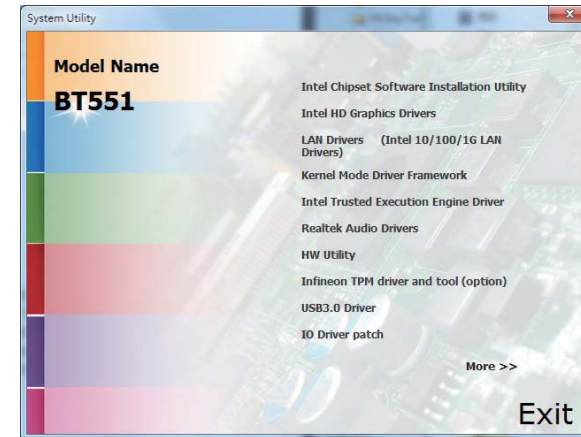 System Utility
Model Name
BT551
Intel Chipset Software Installation Utility
Intel HD Graphics Drivers
LAN Drivers (Intel 10/100/1G LAN
Drivers)
Kernel Mode Driver Framework
Intel Trusted Execution Engine Driver
Realtek Audio Drivers
HW Utility
Infineon TPM driver and tool (option)
USB3.0 Driver
IO Driver patch
More >>
Exit